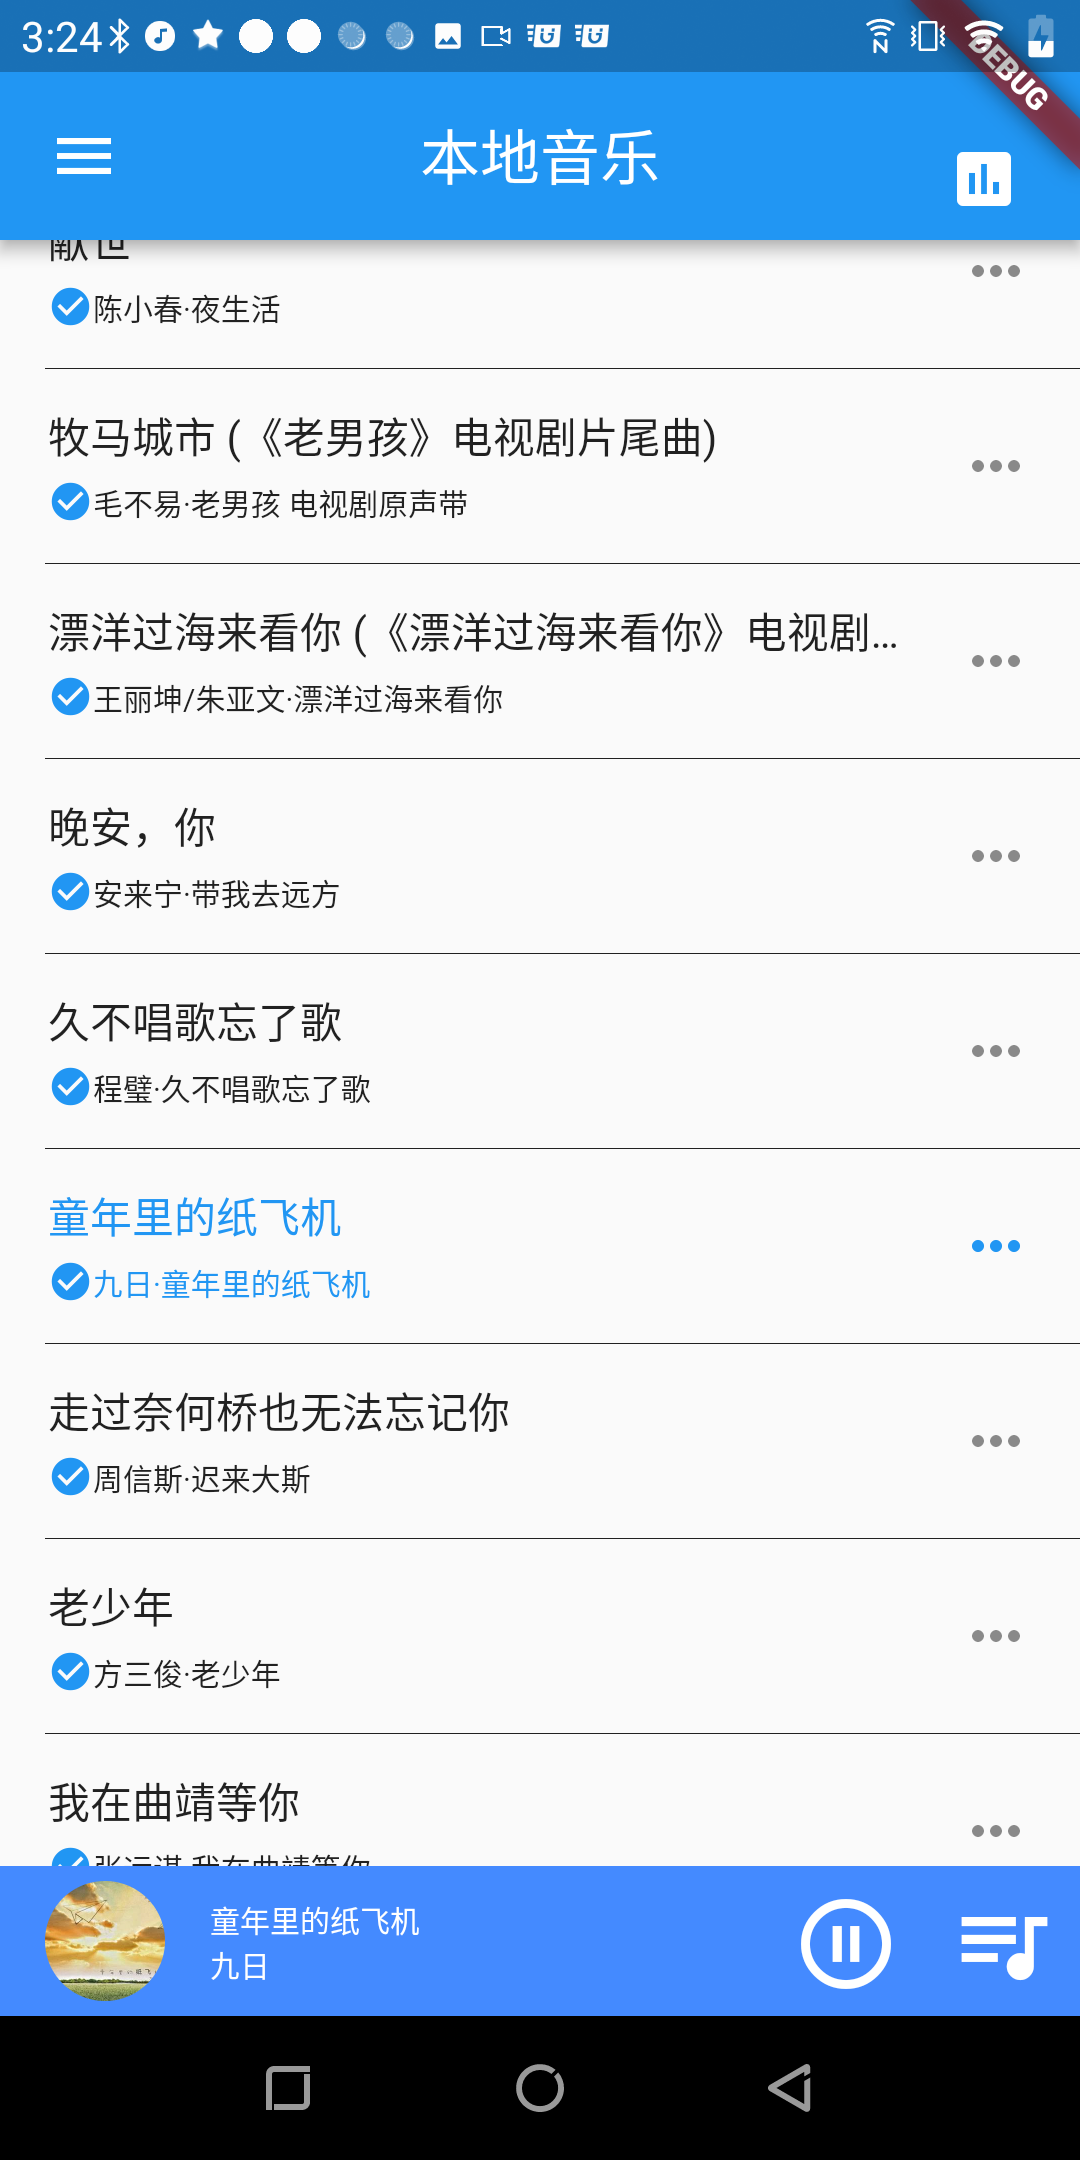 3:24
DEBUG
本地音乐
献世
陈小春·夜生活
牧马城市 (《老男孩》电视剧片尾曲)
毛不易·老男孩 电视剧原声带
漂洋过海来看你 (《漂洋过海来看你》电视剧...
王丽坤/朱亚文·漂洋过海来看你
晚安，你
安来宁·带我去远方
久不唱歌忘了歌
程璧·久不唱歌忘了歌
童年里的纸飞机
九日·童年里的纸飞机
走过奈何桥也无法忘记你
周信斯·迟来大斯
老少年
方三俊·老少年
我在曲靖等你
童年里的纸飞机
九日